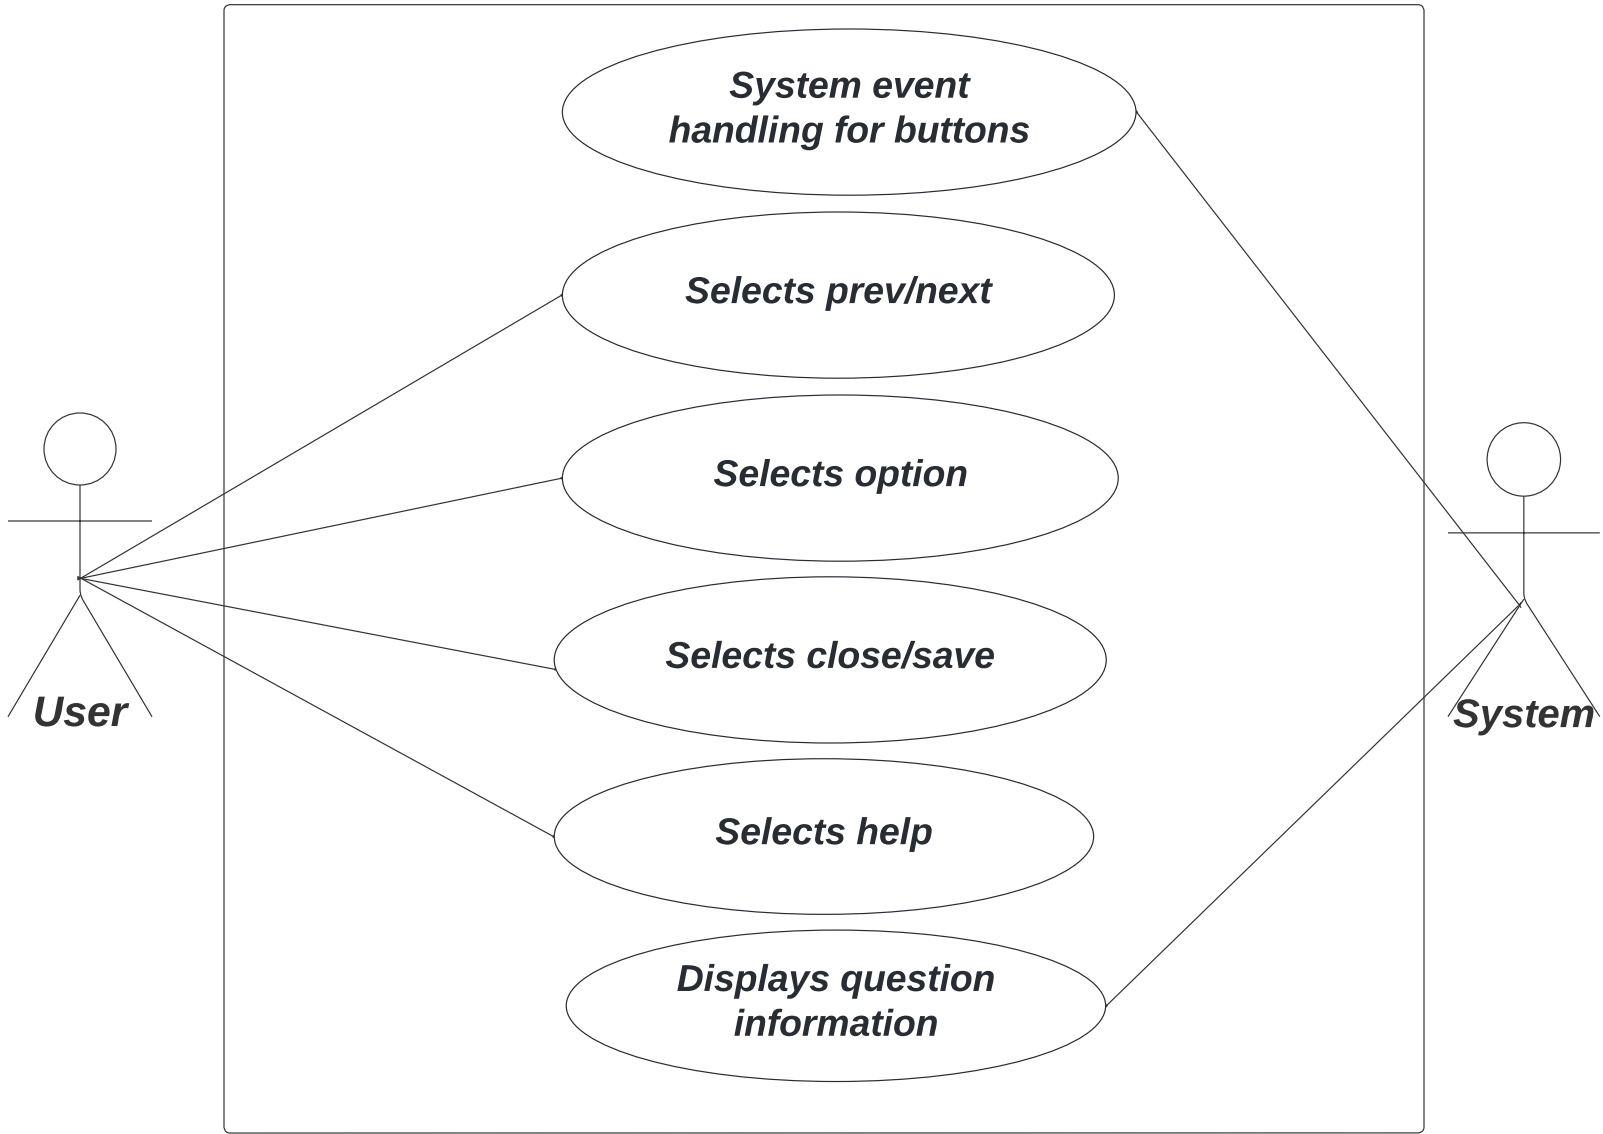 System event
handling for buttons
Selects prev/next
Selects option
Selects close/save
User
System
Selects help
Displays question
information